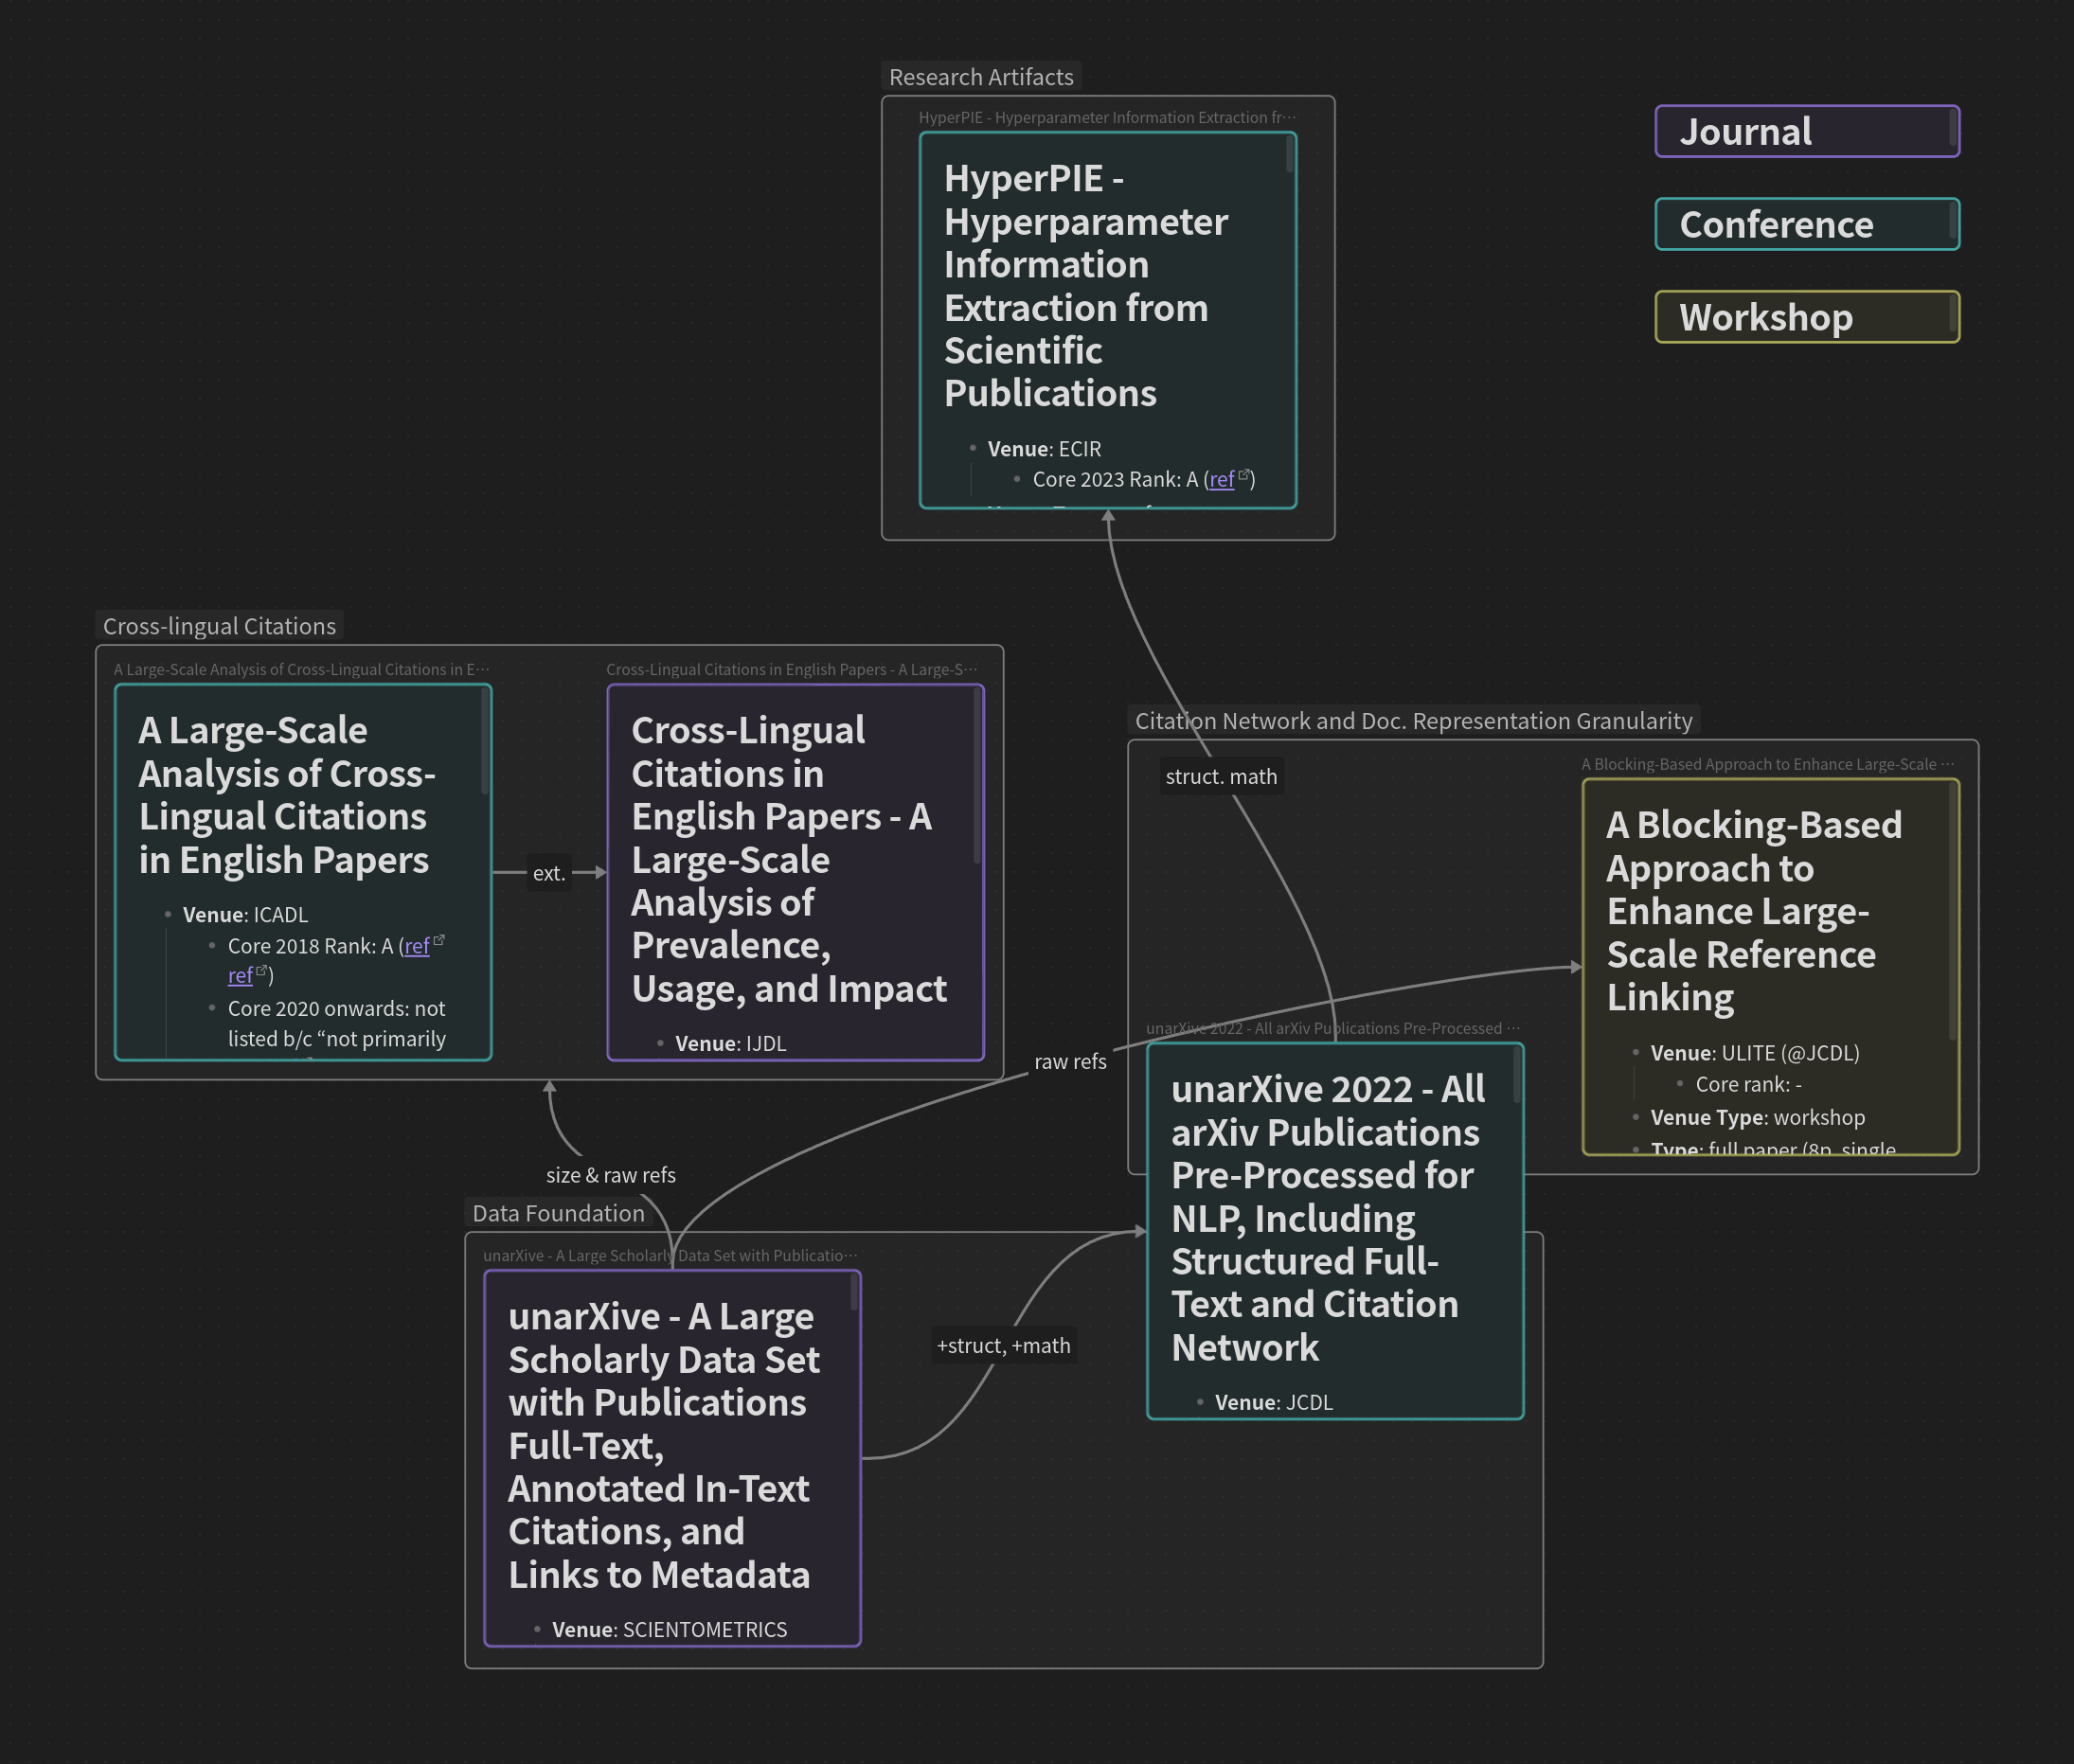 Research Artifacts
HyperPIE - Hyperparameter Information Extraction fr…
HyperPIE -
Hyperparameter
Information
Extraction from
Scientific
Publications
Venue: ECIR
Core 2023 Rank: A (ref)
Journal
Conference
Workshop
Cross-lingual Citations
A Large-Scale Analysis of Cross-Lingual Citations in E…
A Large-Scale
Analysis of Cross-
Lingual Citations
in English Papers
Venue: ICADL
Core 2018 Rank: A (ref
ref)
Core 2020 onwards: not
listed b/c “not primarily
ext.
Cross-Lingual Citations in English Papers - A Large-S…
Cross-Lingual
Citations in
English Papers - A
Large-Scale
Analysis of
Prevalence,
Usage, and Impact
Venue: IJDL
Citation Network and Doc. Representation Granularity
struct. math
A Blocking-Based Approach to Enhance Large-Scale …
A Blocking-Based
Approach to
Enhance Large-
Scale Reference
Linking
Venue: ULITE (@JCDL)
Core rank: -
Venue Type: workshop
Type: full paper (8p, single
raw refs
size & raw refs
unarXive 2022 - All arXiv Publications Pre-Processed …
unarXive 2022 - All
arXiv Publications
Pre-Processed for
NLP, Including
Structured Full-
Text and Citation
Network
Venue: JCDL
Data Foundation
unarXive - A Large Scholarly Data Set with Publicatio…
unarXive - A Large
Scholarly Data Set
with Publications
Full-Text,
Annotated In-Text
Citations, and
Links to Metadata
Venue: SCIENTOMETRICS
+struct, +math